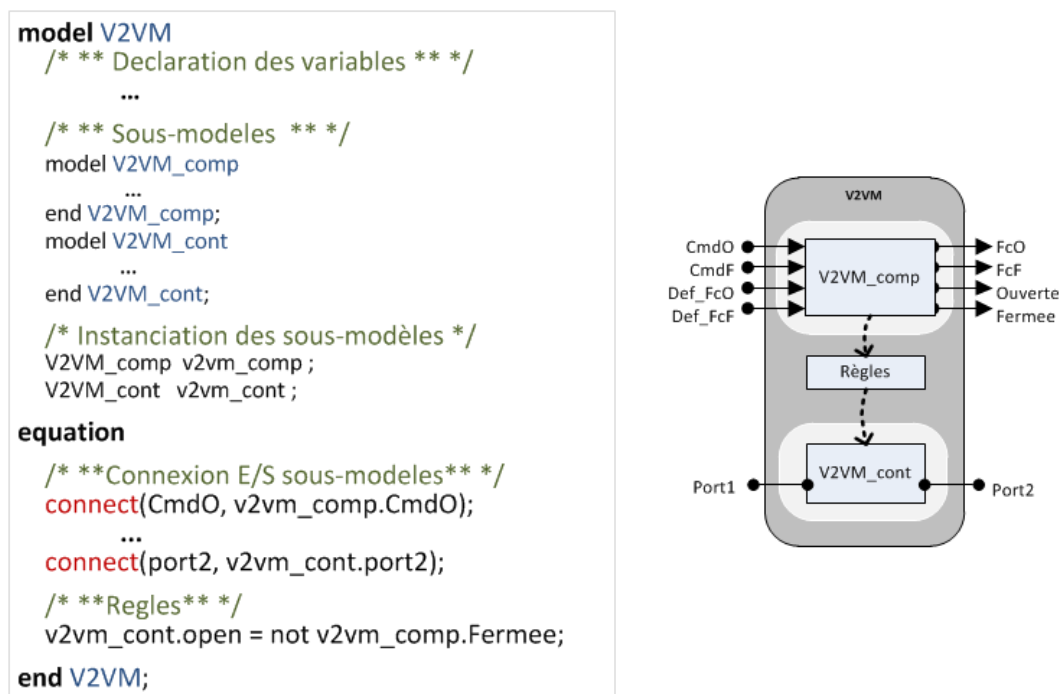 model V2VM
/* ** Declaration des variables ** */
...
/* ** Sous-modeles ** */
model V2VM_comp
...
end V2VM_comp;
model V2VM_cont
...
end V2VM_cont;
/* Instanciation des sous-modèles */
V2VM_comp v2vm_comp ;
V2VM_cont v2vm_cont ;
equation
/* **Connexion E/S sous-modeles** */
connect(CmdO, v2vm_comp.CmdO);
...
connect(port2, v2vm_cont.port2);
/* **Regles** */
v2vm_cont.open = not v2vm_comp.Fermee;
end V2VM;
V2VM
CmdO
CmdF
Def_FcO
Def_FcF
V2VM_comp
FcO
FcF
Ouverte
Fermee
Règles
V2VM_cont
Port1
Port2